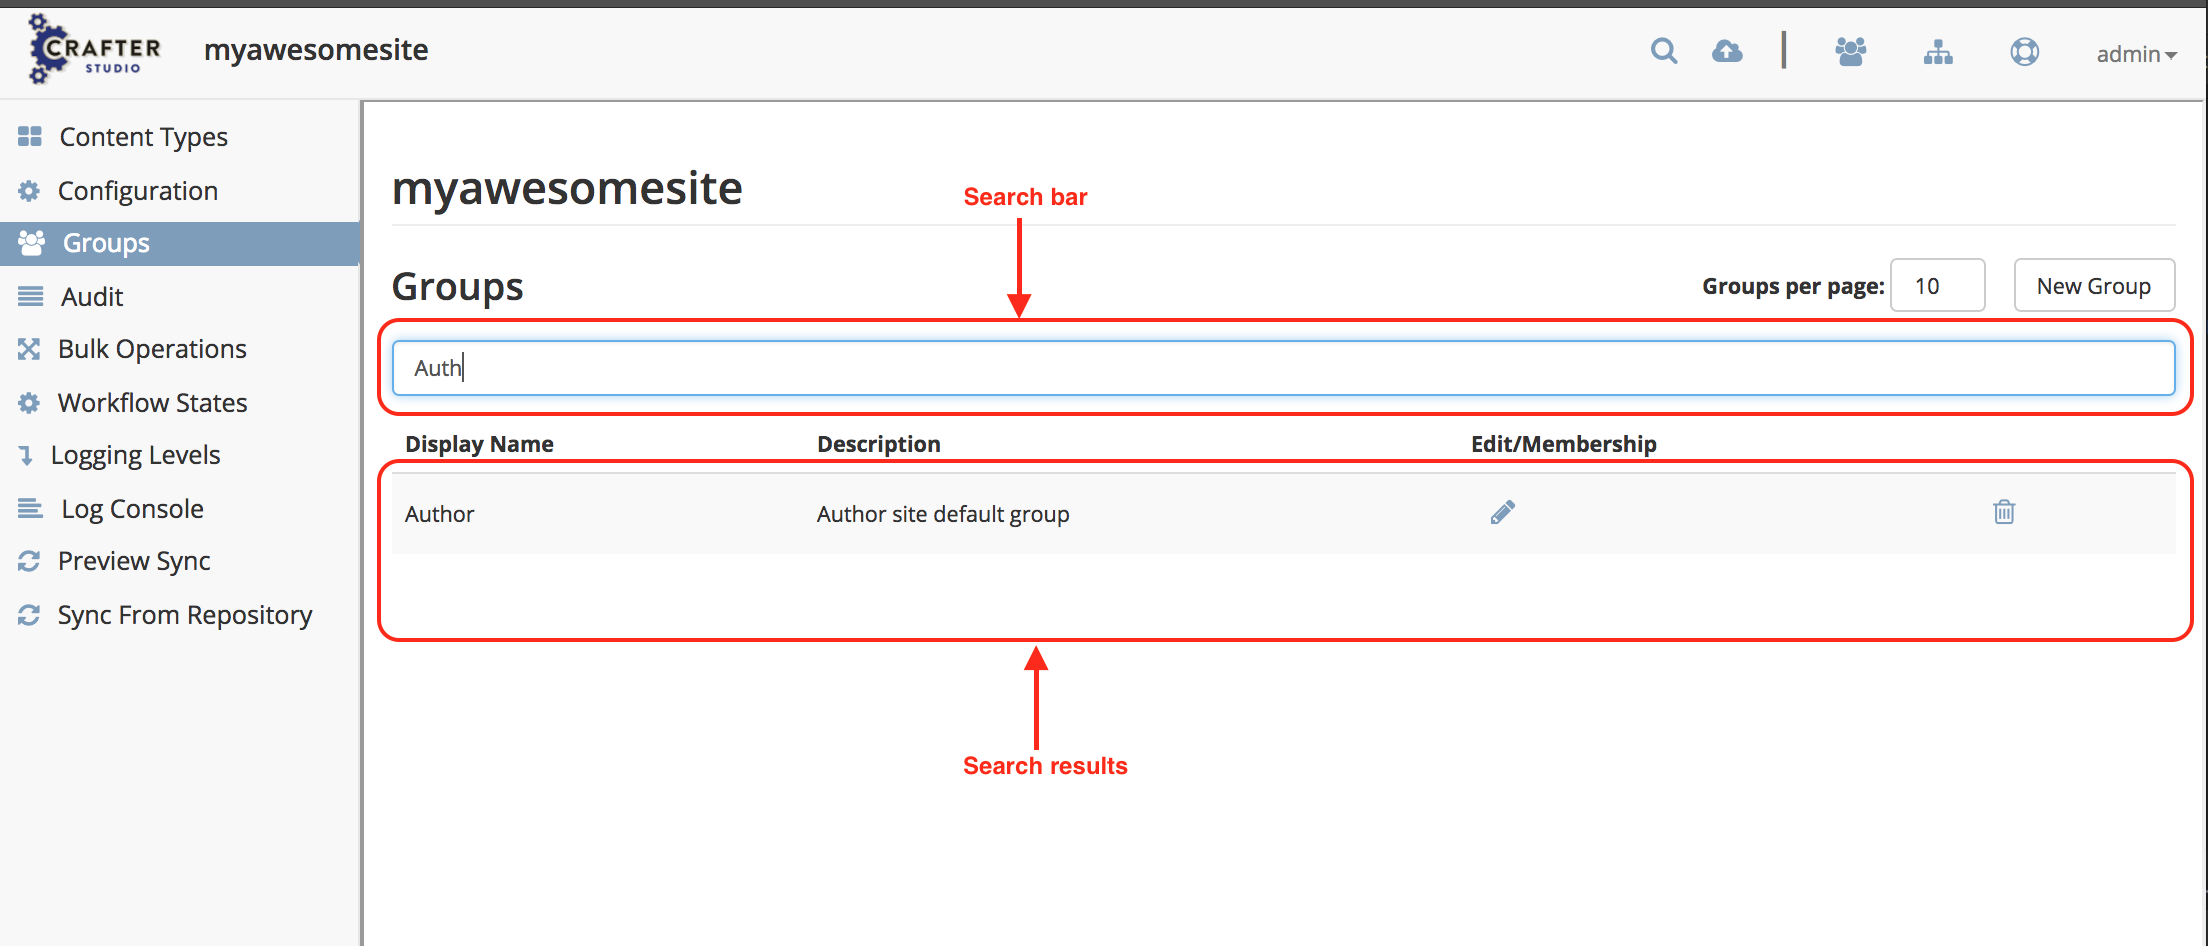 CRAFTER
STUDIO
myawesomesite
admin
Content Types
Configuration
Groups
Audit
Bulk Operations
Workflow States
Logging Levels
Log Console
Preview Sync
Sync From Repository
myawesomesite
Search bar
Groups
Groups per page: 10 New Group
Auth
Display Name Description Edit/Membership
Author Author site default group
Search results